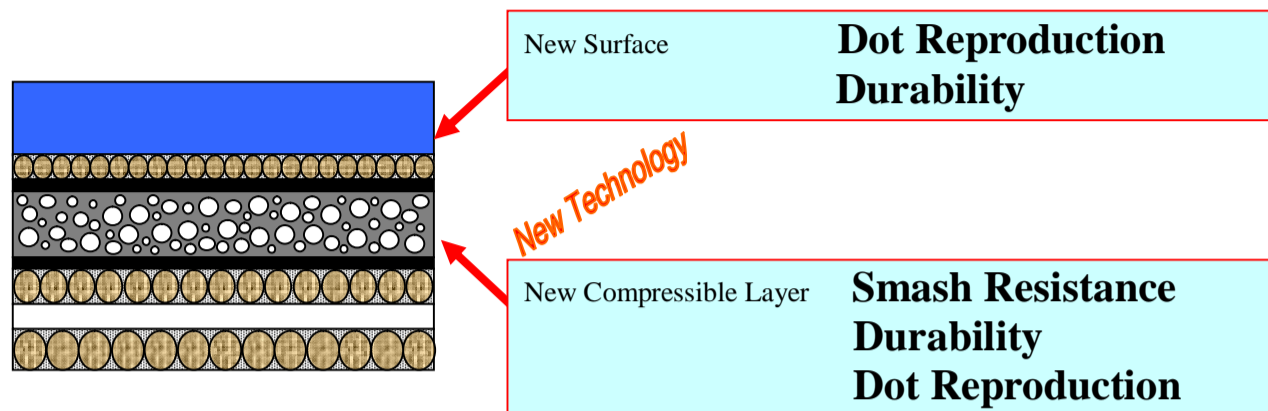 New Surface Dot Reproduction
Durability
New Technology
New Compressible Layer Smash Resistance
Durability
Dot Reproduction